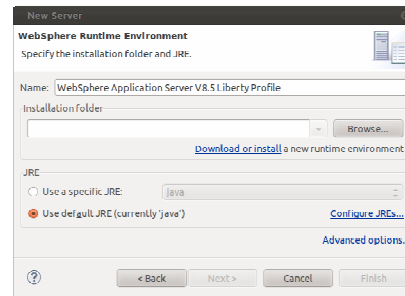 New Server
WebSphere Runtime Environment
Specify the installation folder and JRE.
Name: WebSphere Application Server V8.5 Liberty Profile
Installation folder
Browse...
Download or install a new runtime environment
JRE
Use a specific JRE: java
Use default JRE (currently 'java') Configure JREs...
Advanced options.
? < Back Next > Cancel Finish